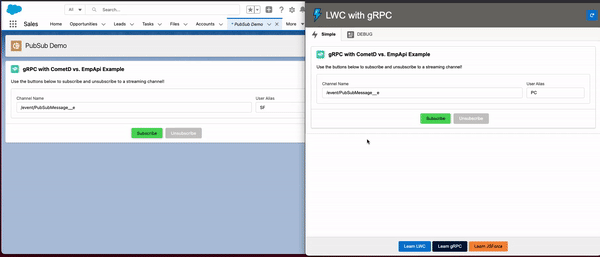 All
Search...
Sales
Home
Opportunities
Leads
Tasks
Files
Accounts
* PubSub Demo
More
PubSub Demo
gRPC with CometD vs. EmpApi Example
Use the buttons below to subscribe and unsubscribe to a streaming channel!
Channel Name
User Alias
/event/PubSubMessage__e
SF
Subscribe
Unsubscribe
LWC with gRPC
Simple
DEBUG
gRPC with CometD vs. EmpApi Example
Use the buttons below to subscribe and unsubscribe to a streaming channel!
Channel Name
User Alias
/event/PubSubMessage__e
PC
Subscribe
Unsubscribe
Learn LWC
Learn gRPC
Learn JSForce